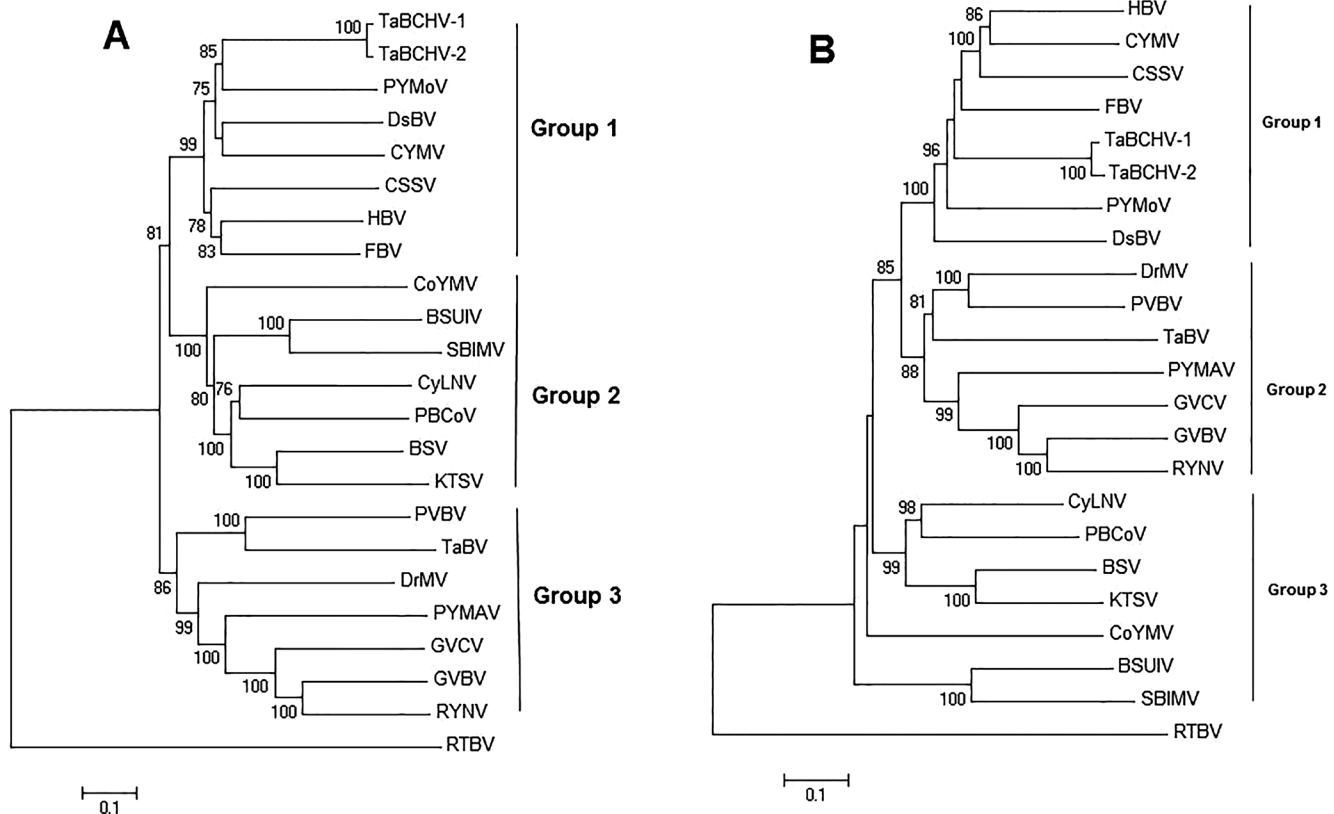 A
100
TaBCHV-1
TaBCHV-2
85
PYMoV
75
DsBV
CYMV
99
CSSV
78
HBV
83
FBV
Group 1
81
CoYMV
100
BSUIV
SBIMV
100
80
76
CyLNV
PBCoV
100
BSV
100
KTSV
Group 2
100
PVBV
TaBV
86
DrMV
99
PYMAV
100
GVCV
100
GVBV
100
RYNV
Group 3
RTBV
0.1
B
86
HBV
CYMV
100
CSSV
FBV
TaBCHV-1
100
TaBCHV-2
96
PYMoV
100
DsBV
Group 1
85
100
DrMV
PVBV
81
TaBV
88
PYMAV
99
GVCV
100
GVBV
100
RYNV
Group 2
98
CyLNV
PBCoV
99
BSV
100
KTSV
CoYMV
BSUIV
100
SBIMV
Group 3
RTBV
0.1